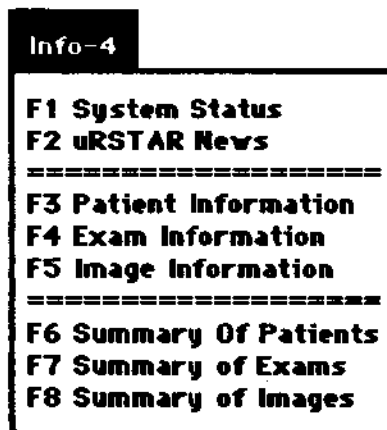 Info-4
F1 System Status
F2 uRSTAR News
===================
F3 Patient Information
F4 Exam Information
F5 Image Information
===================
F6 Summary Of Patients
F7 Summary of Exams
F8 Summary of Images